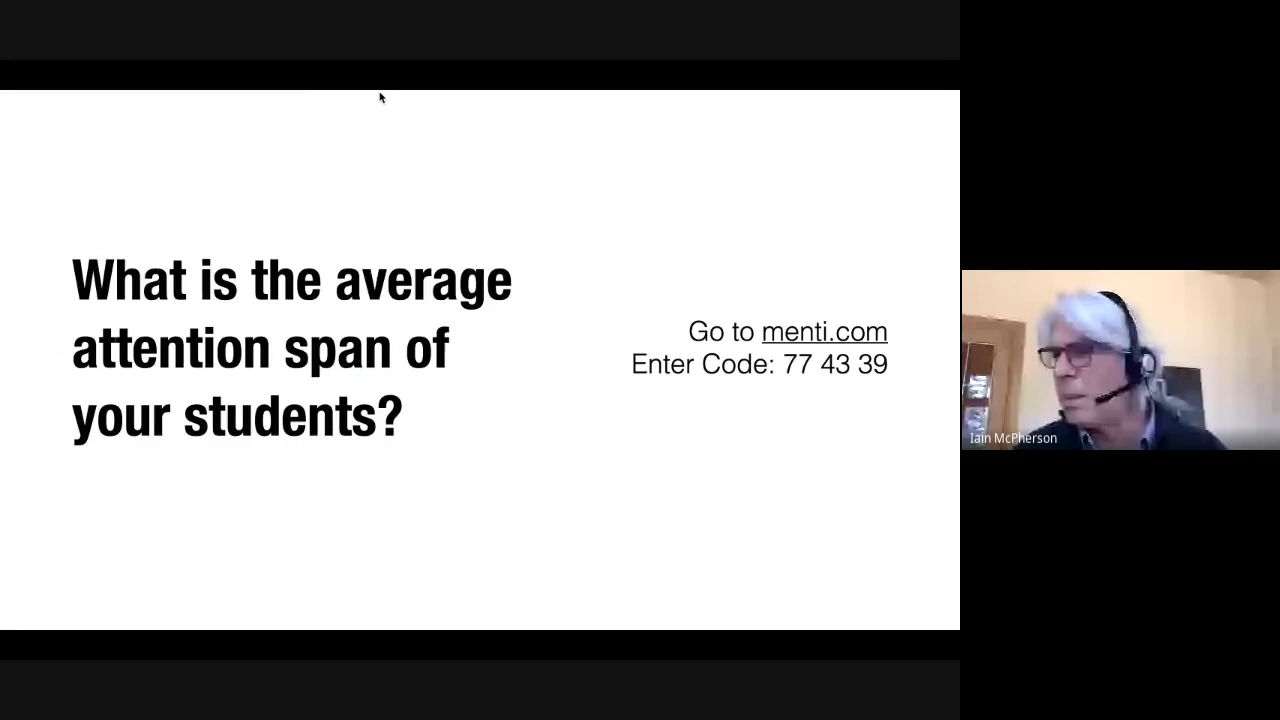 What is the average
attention span of
your students?
Go to menti.com
Enter Code: 77 43 39
Iain McPherson